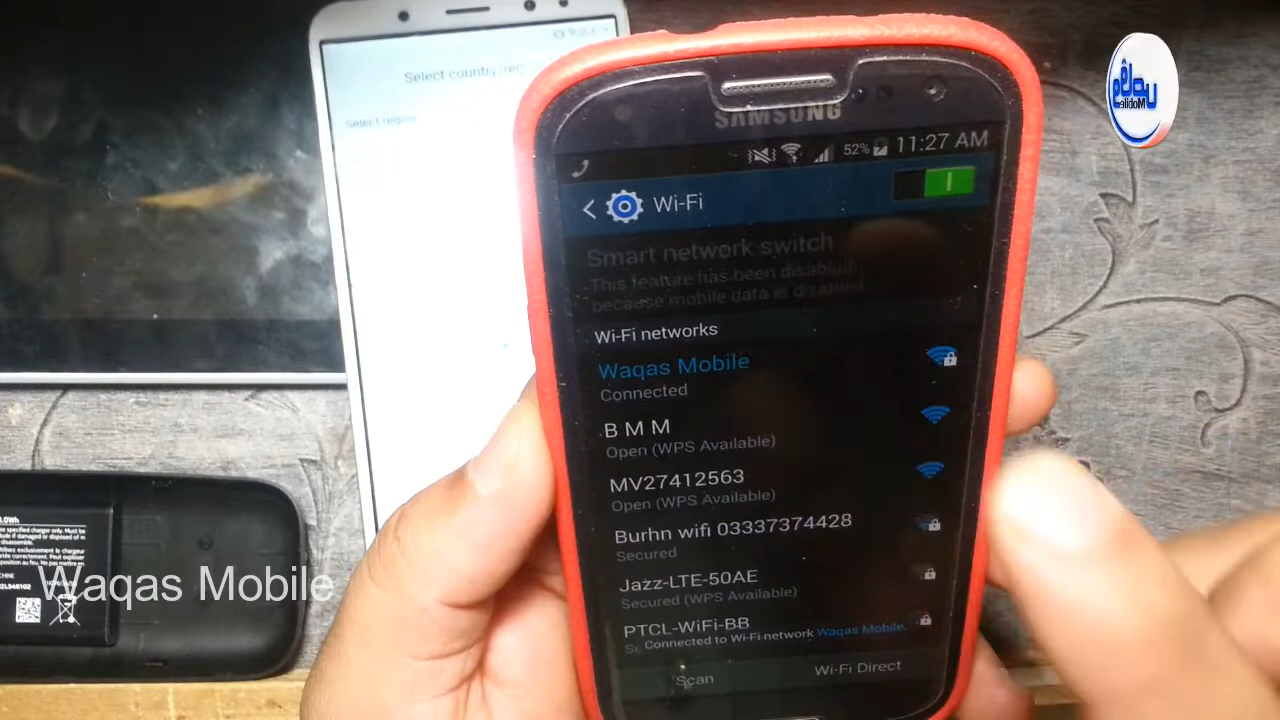 Select country/reg
Select region
SAMSUNG
52% 11:27 AM
Wi-Fi
Smart network switch
This feature has been disabled
because mobile data is disabled
Wi-Fi networks
Waqas Mobile
Connected
B M M
Open (WPS Available)
MV27412563
Open (WPS Available)
Burhn wifi 03337374428
Secured
Jazz-LTE-50AE
Secured (WPS Available)
PTCL-WiFi-BB
Connected to Wi-Fi network Waqas Mobile.
Scan
Wi-Fi Direct
Waqas Mobile
Mobile